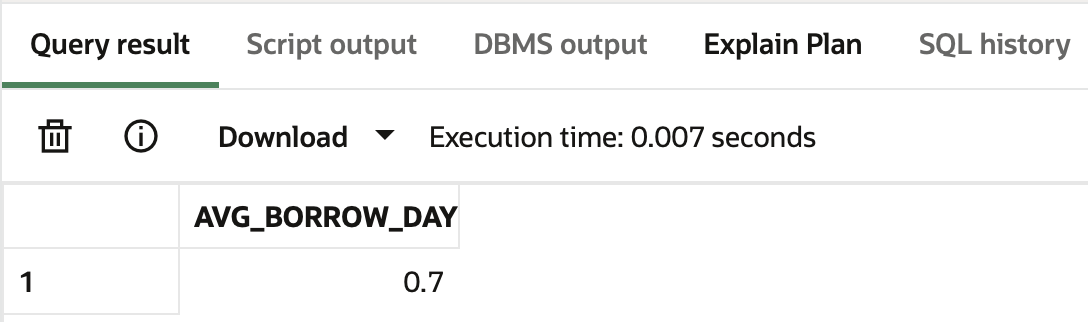 Query result Script output DBMS output Explain Plan SQL history
Download Execution time: 0.007 seconds
AVG_BORROW_DAY
1 0.7